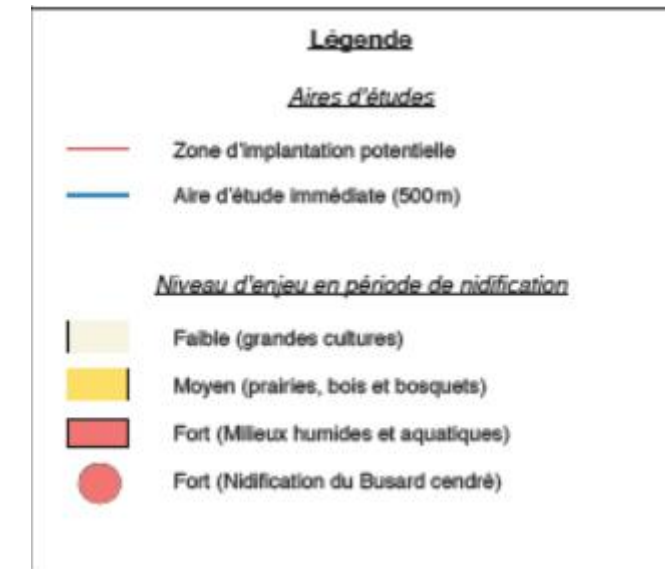 Légende
Aires d'études
Zone d'implantation potentielle
Aire d'étude immédiate (500m)
Niveau d'enjeu en période de nidification
Faible (grandes cultures)
Moyen (prairies, bois et bosquets)
Fort (Milieux humides et aquatiques)
Fort (Nidification du Busard cendré)